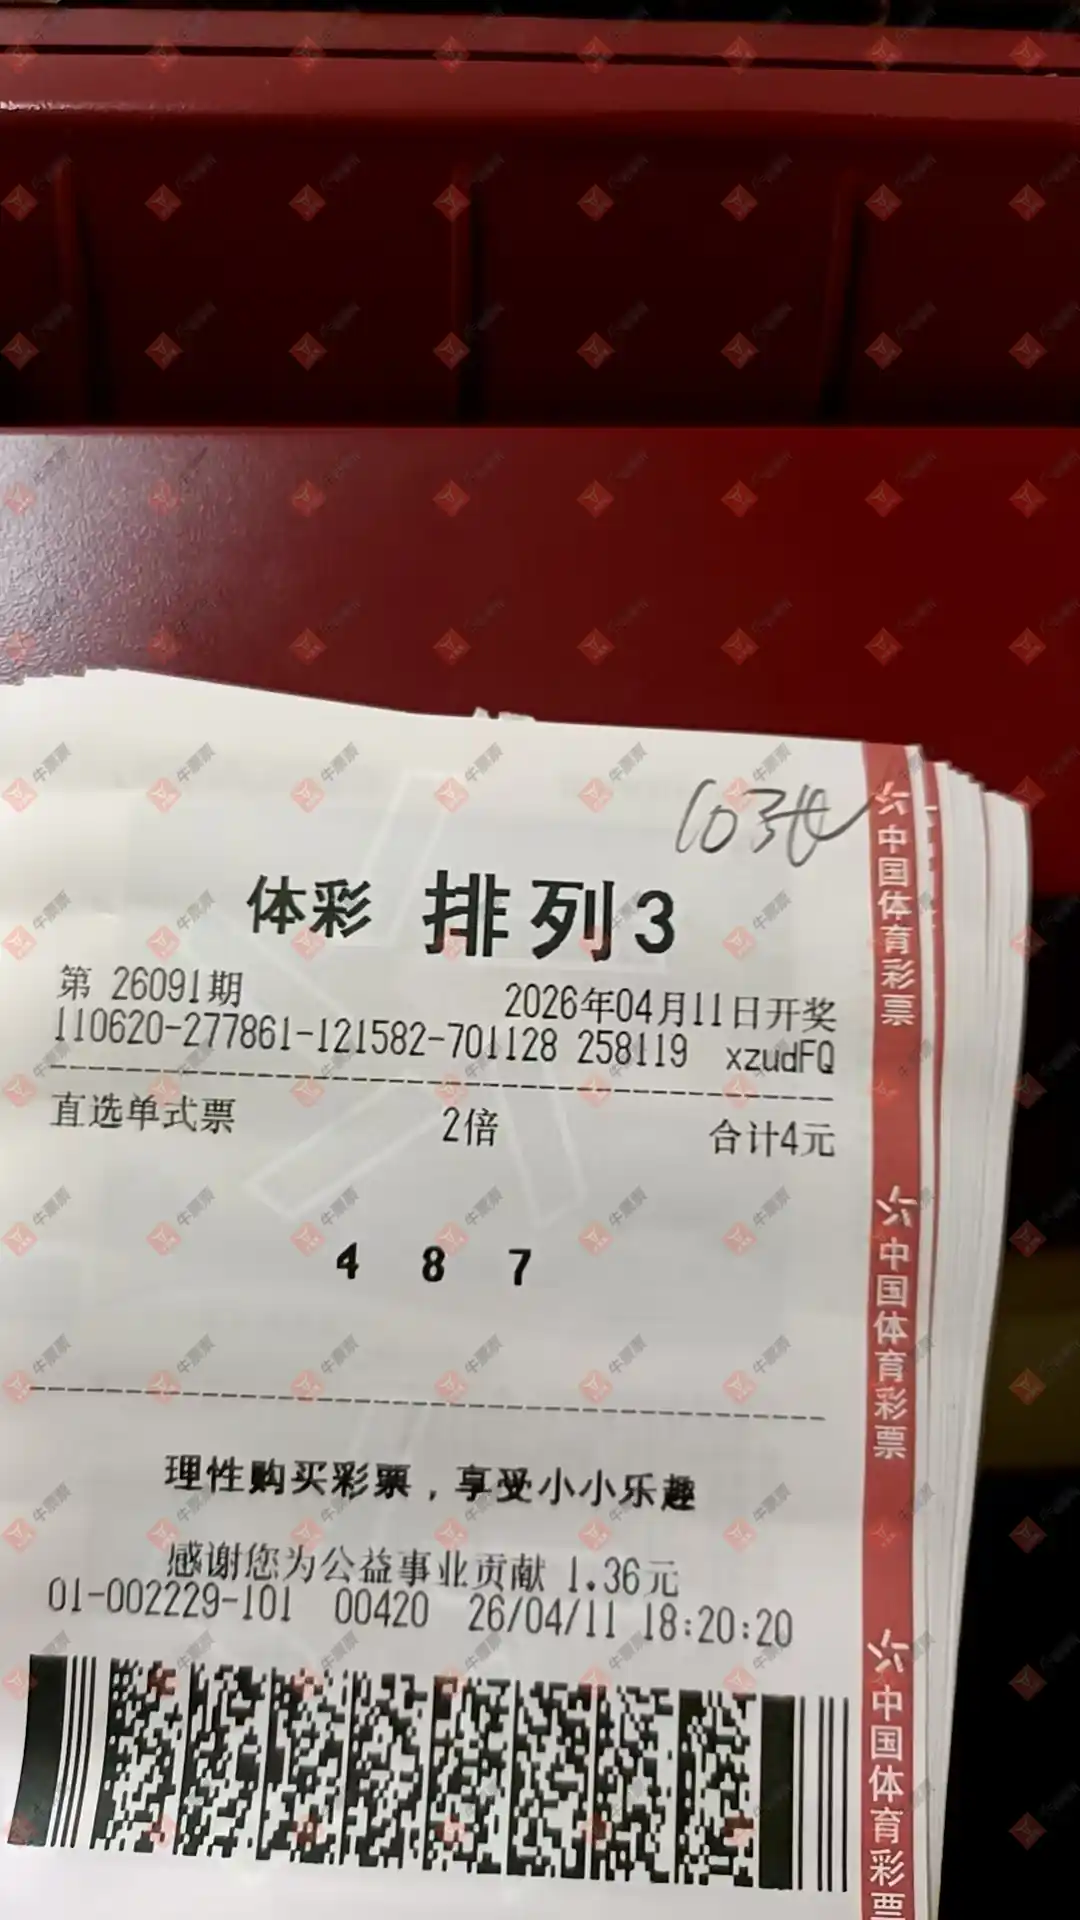 1034
体彩 排列3
第 26091期 2026年04月11日开奖
110620-277861-121582-701128 258119 xzudFQ
直选单式票 2倍 合计4元
4 8 7
理性购买彩票，享受小小乐趣
感谢您为公益事业贡献 1.36元
01-002229-101 00420 26/04/11 18:20:20
中国体育彩票
中国体育彩票
中国体育彩票
牛票票